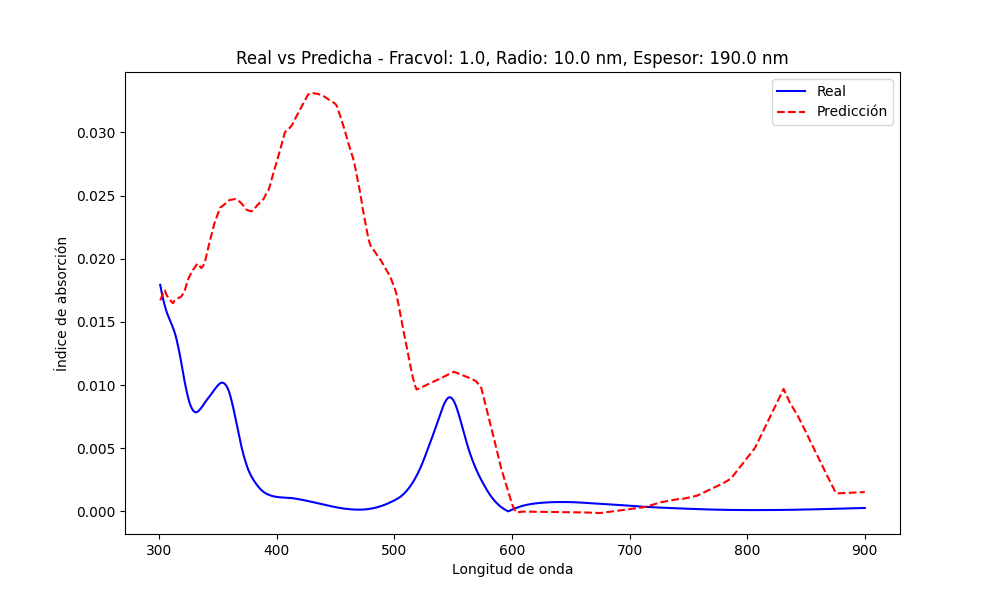 Real vs Predicha - Fracvol: 1.0, Radio: 10.0 nm, Espesor: 190.0 nm
Real
Predicción
Índice de absorción
0.030
0.025
0.020
0.015
0.010
0.005
0.000
300 400 500 600 700 800 900
Longitud de onda